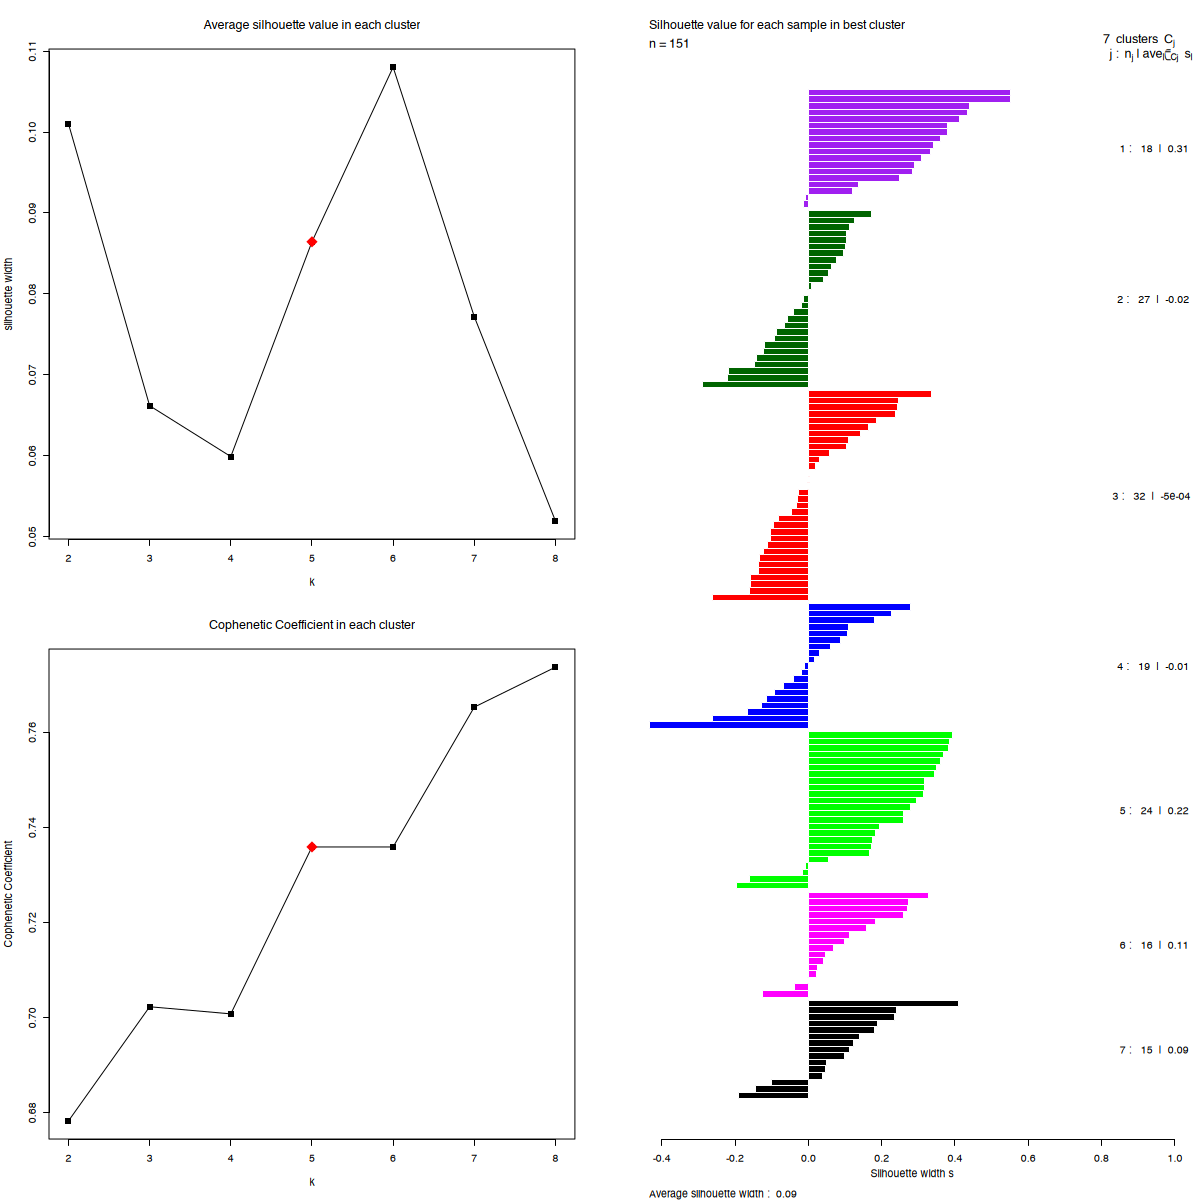 Average silhouette value in each cluster
silhouette width
0.11
0.10
0.09
0.08
0.07
0.06
0.05
2 3 4 5 6 7 8
k
Cophenetic Coefficient in each cluster
Cophenetic Coefficient
0.76
0.74
0.72
0.70
0.68
2 3 4 5 6 7 8
k
Silhouette value for each sample in best cluster
n = 151
7 clusters Cj
j : nj | avei∈Cj si
1 : 18 | 0.31
2 : 27 | -0.02
3 : 32 | -5e-04
4 : 19 | -0.01
5 : 24 | 0.22
6 : 16 | 0.11
7 : 15 | 0.09
-0.4 -0.2 0.0 0.2 0.4 0.6 0.8 1.0
Silhouette width s
Average silhouette width : 0.09